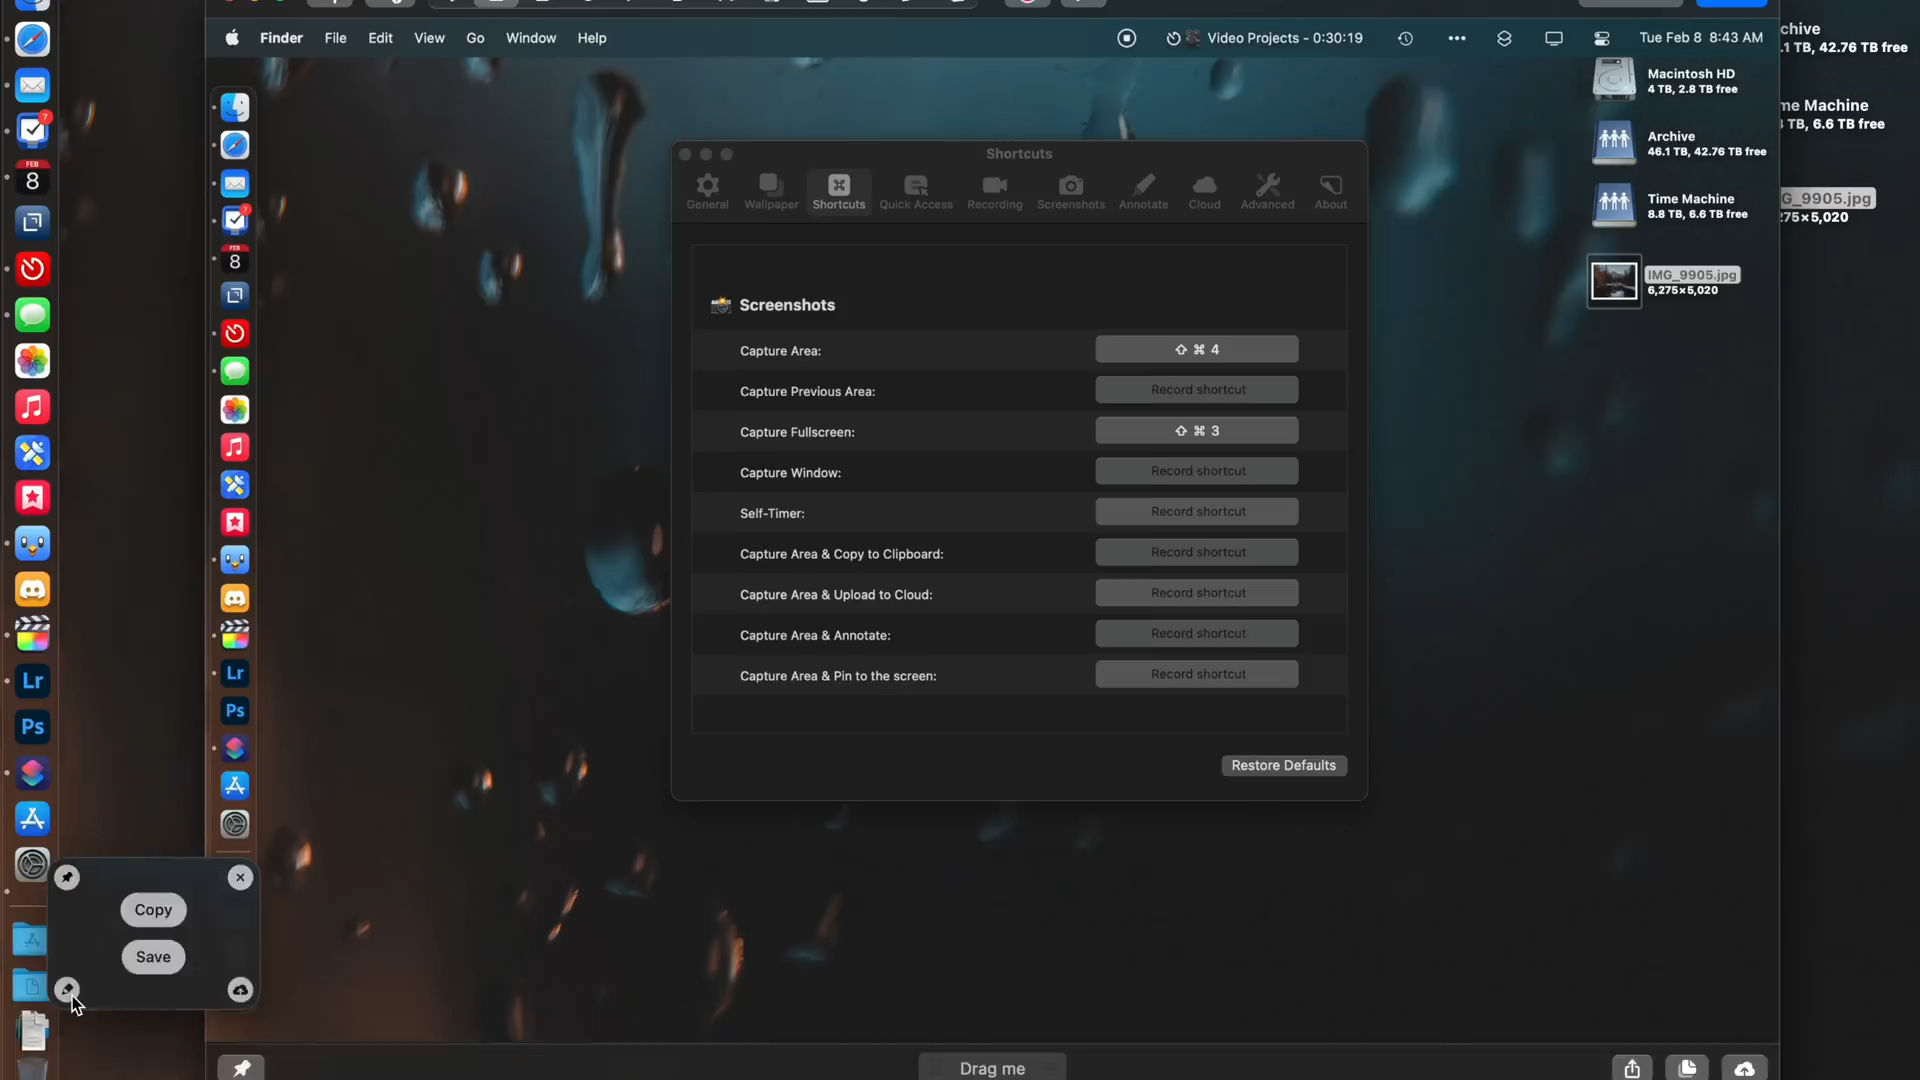 Finder File Edit View Go Window Help Video Projects - 0:30:19 Tue Feb 8 8:43 AM
chive
.1 TB, 42.76 TB free
Macintosh HD
4 TB, 2.8 TB free
me Machine
TB, 6.6 TB free
Archive
46.1 TB, 42.76 TB free
Time Machine
8.8 TB, 6.6 TB free
G_9905.jpg
275×5,020
IMG_9905.jpg
6,275×5,020
7
FEB
8
Lr
Ps
7
FEB
8
Lr
Ps
Shortcuts
General Wallpaper Shortcuts Quick Access Recording Screenshots Annotate Cloud Advanced About
Screenshots
Capture Area: ⇧ ⌘ 4
Capture Previous Area: Record shortcut
Capture Fullscreen: ⇧ ⌘ 3
Capture Window: Record shortcut
Self-Timer: Record shortcut
Capture Area & Copy to Clipboard: Record shortcut
Capture Area & Upload to Cloud: Record shortcut
Capture Area & Annotate: Record shortcut
Capture Area & Pin to the screen: Record shortcut
Restore Defaults
Copy
Save
Drag me